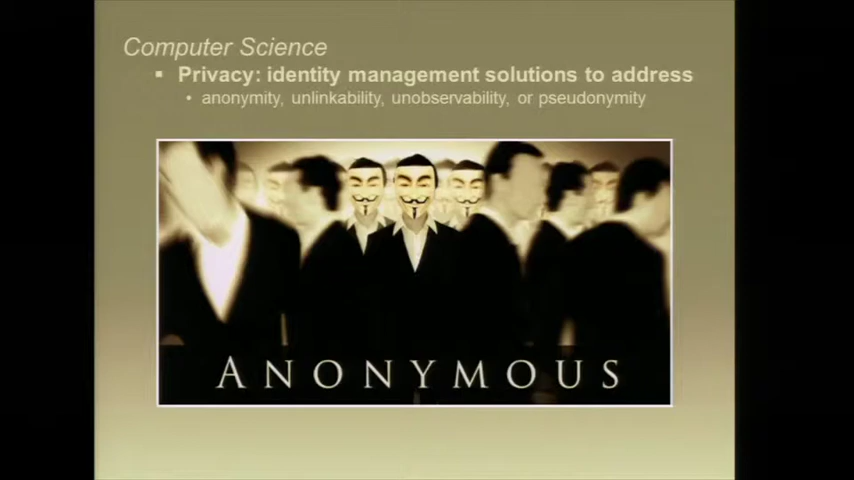 Computer Science
▪ Privacy: identity management solutions to address
• anonymity, unlinkability, unobservability, or pseudonymity
ANONYMOUS